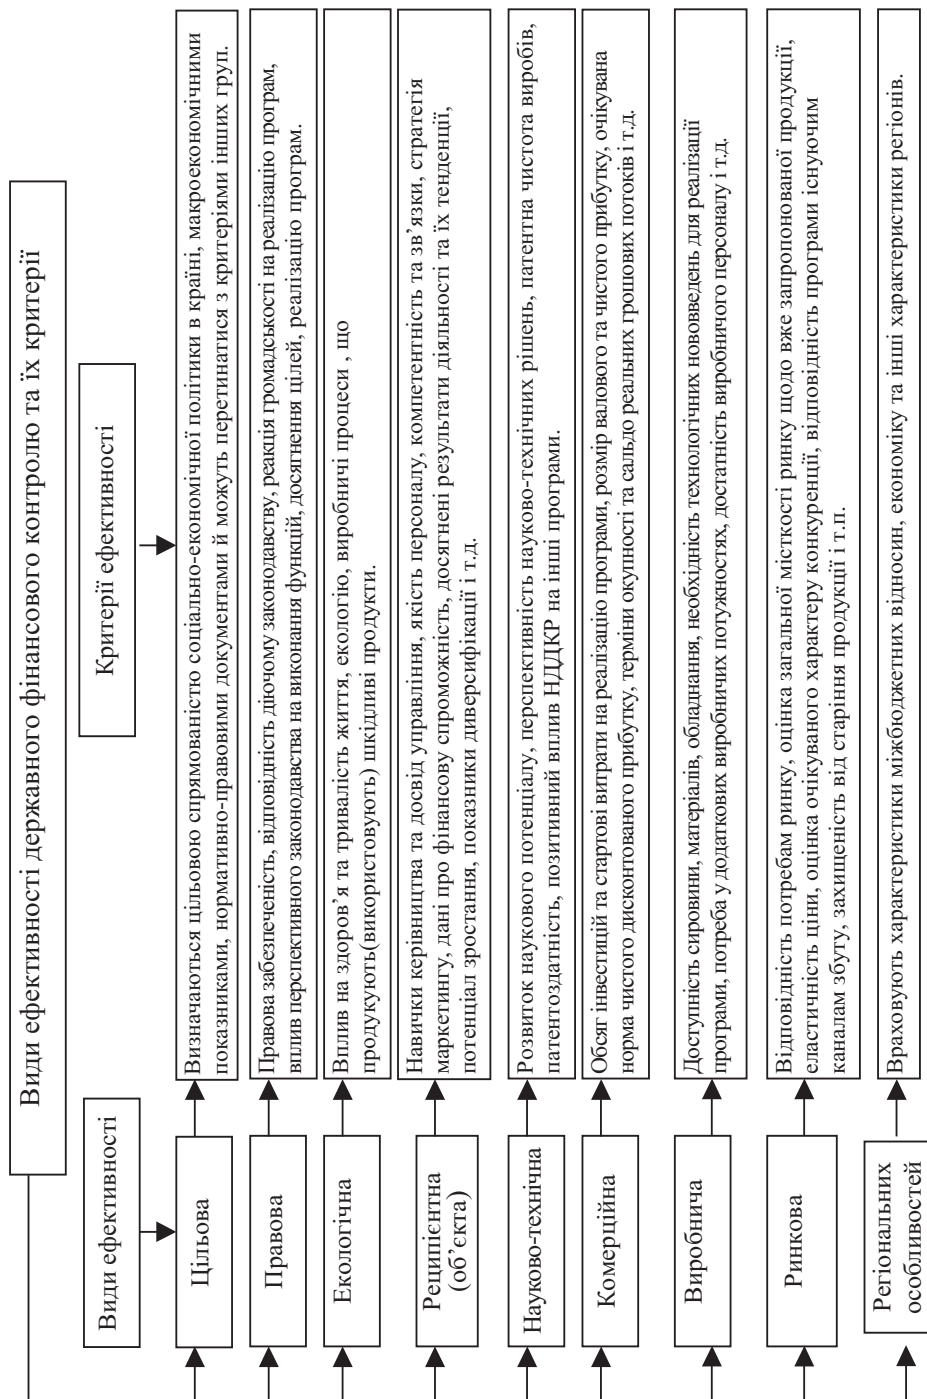 Види ефективності державного фінансового контролю та їх критерії
Види ефективності
Критерії ефективності
Цільова
Визначаються цільовою спрямованістю соціально-економічної політики в країні, макроекономічними
показниками, нормативно-правовими документами й можуть перетинатися з критеріями інших груп.
Правова
Правова забезпеченість, відповідність діючому законодавству, реакція громадськості на реалізацію програм,
вплив перспективного законодавства на виконання функцій, досягнення цілей, реалізацію програм.
Екологічна
Вплив на здоров’я та тривалість життя, екологію, виробничі процеси , що
продукують(використовують) шкідливі продукти.
Реципієнтна
(об’єкта)
Навички керівництва та досвід управління, якість персоналу, компетентність та зв’язки, стратегія
маркетингу, дані про фінансову спроможність, досягнені результати діяльності та їх тенденції,
потенціал зростання, показники диверсифікації і т.д.
Науково-технічна
Розвиток наукового потенціалу, перспективність науково-технічних рішень, патентна чистота виробів,
патентоздатність, позитивний вплив НДДКР на інші програми.
Комерційна
Обсяг інвестицій та стартові витрати на реалізацію програми, розмір валового та чистого прибутку, очікувана
норма чистого дисконтованого прибутку, терміни окупності та сальдо реальних грошових потоків і т.д.
Виробнича
Доступність сировини, матеріалів, обладнання, необхідність технологічних нововведень для реалізації
програми, потреба у додаткових виробничих потужностях, достатність виробничого персоналу і т.д.
Ринкова
Відповідність потребам ринку, оцінка загальної місткості ринку щодо вже запропонованої продукції,
еластичність ціни, оцінка очікуваного характеру конкуренції, відповідність програми існуючим
каналам збуту, захищеність від старіння продукції і т.п.
Регіональних
особливостей
Враховують характеристики міжбюджетних відносин, економіку та інші характеристики регіонів.